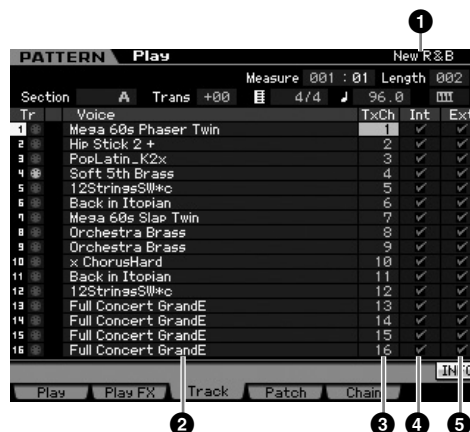 1
PATTERN Play New R&B
Measure 001 : 01 Length 002
Section A Trans +00 4/4 96.0
Tr Voice TxCh Int Ext
1 Mega 60s Phaser Twin 1
2 Hip Stick 2 + 2
3 PopLatin_K2x 3
4 Soft 5th Brass 4
5 12StringsSW*c 5
6 Back in Itopian 6
7 Mega 60s Slap Twin 7
8 Orchestra Brass 8
9 Orchestra Brass 9
10 x ChorusHard 10
11 Back in Itopian 11
12 12StringsSW*c 12
13 Full Concert GrandE 13
14 Full Concert GrandE 14
15 Full Concert GrandE 15
16 Full Concert GrandE 16
INFO
Play Play FX Track Patch Chain
2 3 4 5